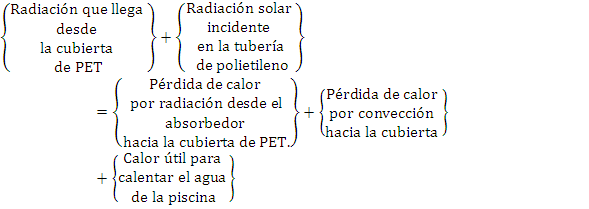 {Radiación que llega desde la cubierta de PET} + {Radiación solar incidente en la tubería de polietileno}
= {Pérdida de calor por radiación desde el absorbedor hacia la cubierta de PET.} + {Pérdida de calor por convección hacia la cubierta}
+ {Calor útil para calentar el agua de la piscina}